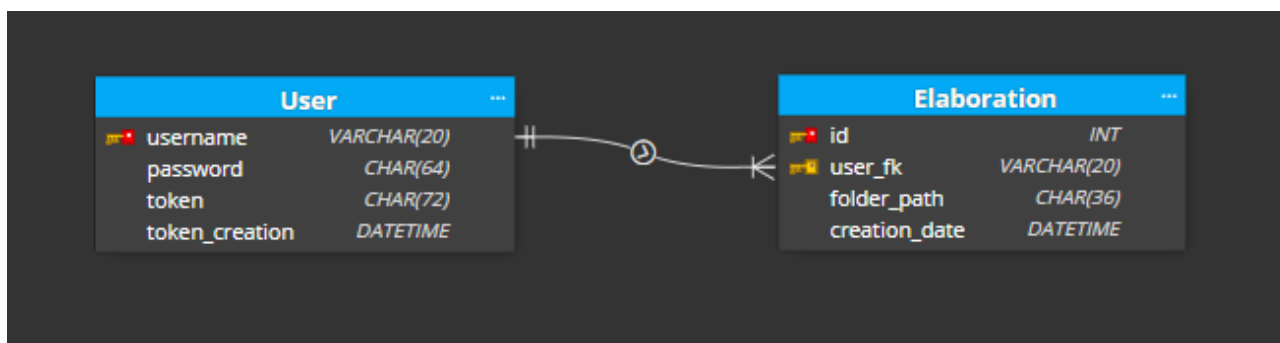 User ...
username VARCHAR(20)
password CHAR(64)
token CHAR(72)
token_creation DATETIME
Elaboration ...
id INT
user_fk VARCHAR(20)
folder_path CHAR(36)
creation_date DATETIME